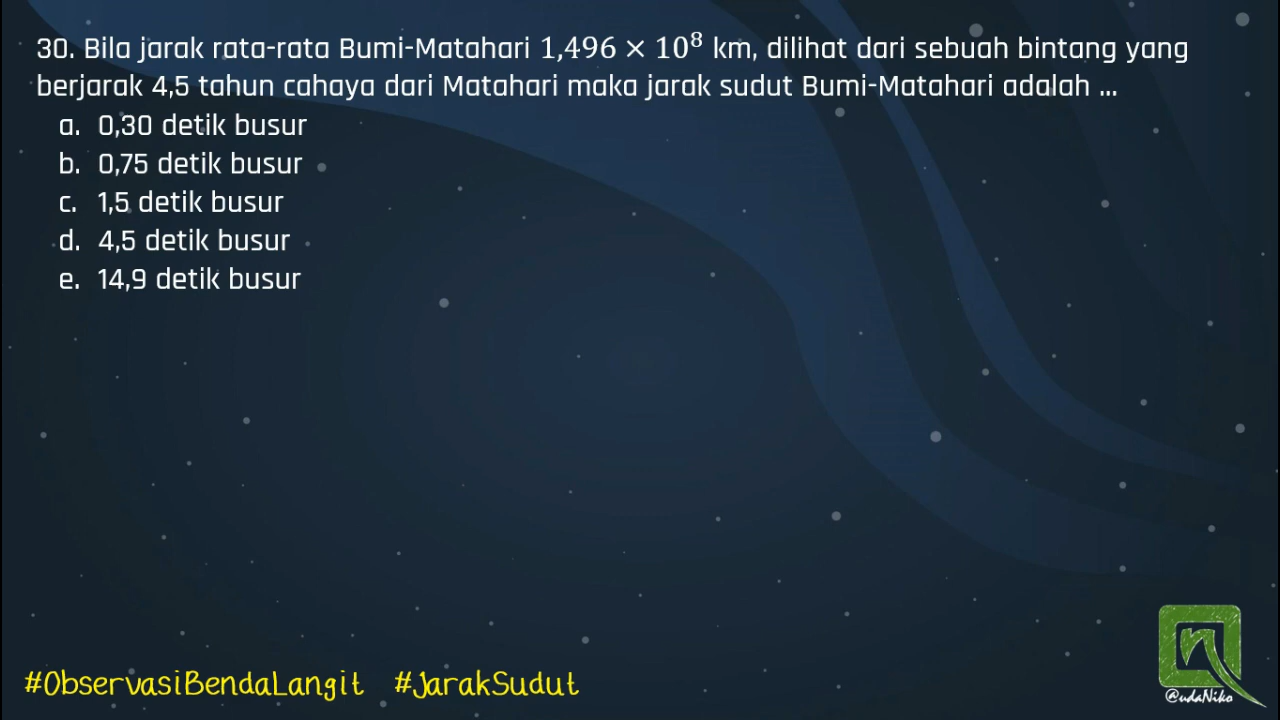 30. Bila jarak rata-rata Bumi-Matahari 1,496 × 10⁸ km, dilihat dari sebuah bintang yang
berjarak 4,5 tahun cahaya dari Matahari maka jarak sudut Bumi-Matahari adalah ...
a. 0,30 detik busur
b. 0,75 detik busur
c. 1,5 detik busur
d. 4,5 detik busur
e. 14,9 detik busur
#ObservasiBendaLangit #JarakSudut
@udaNiko